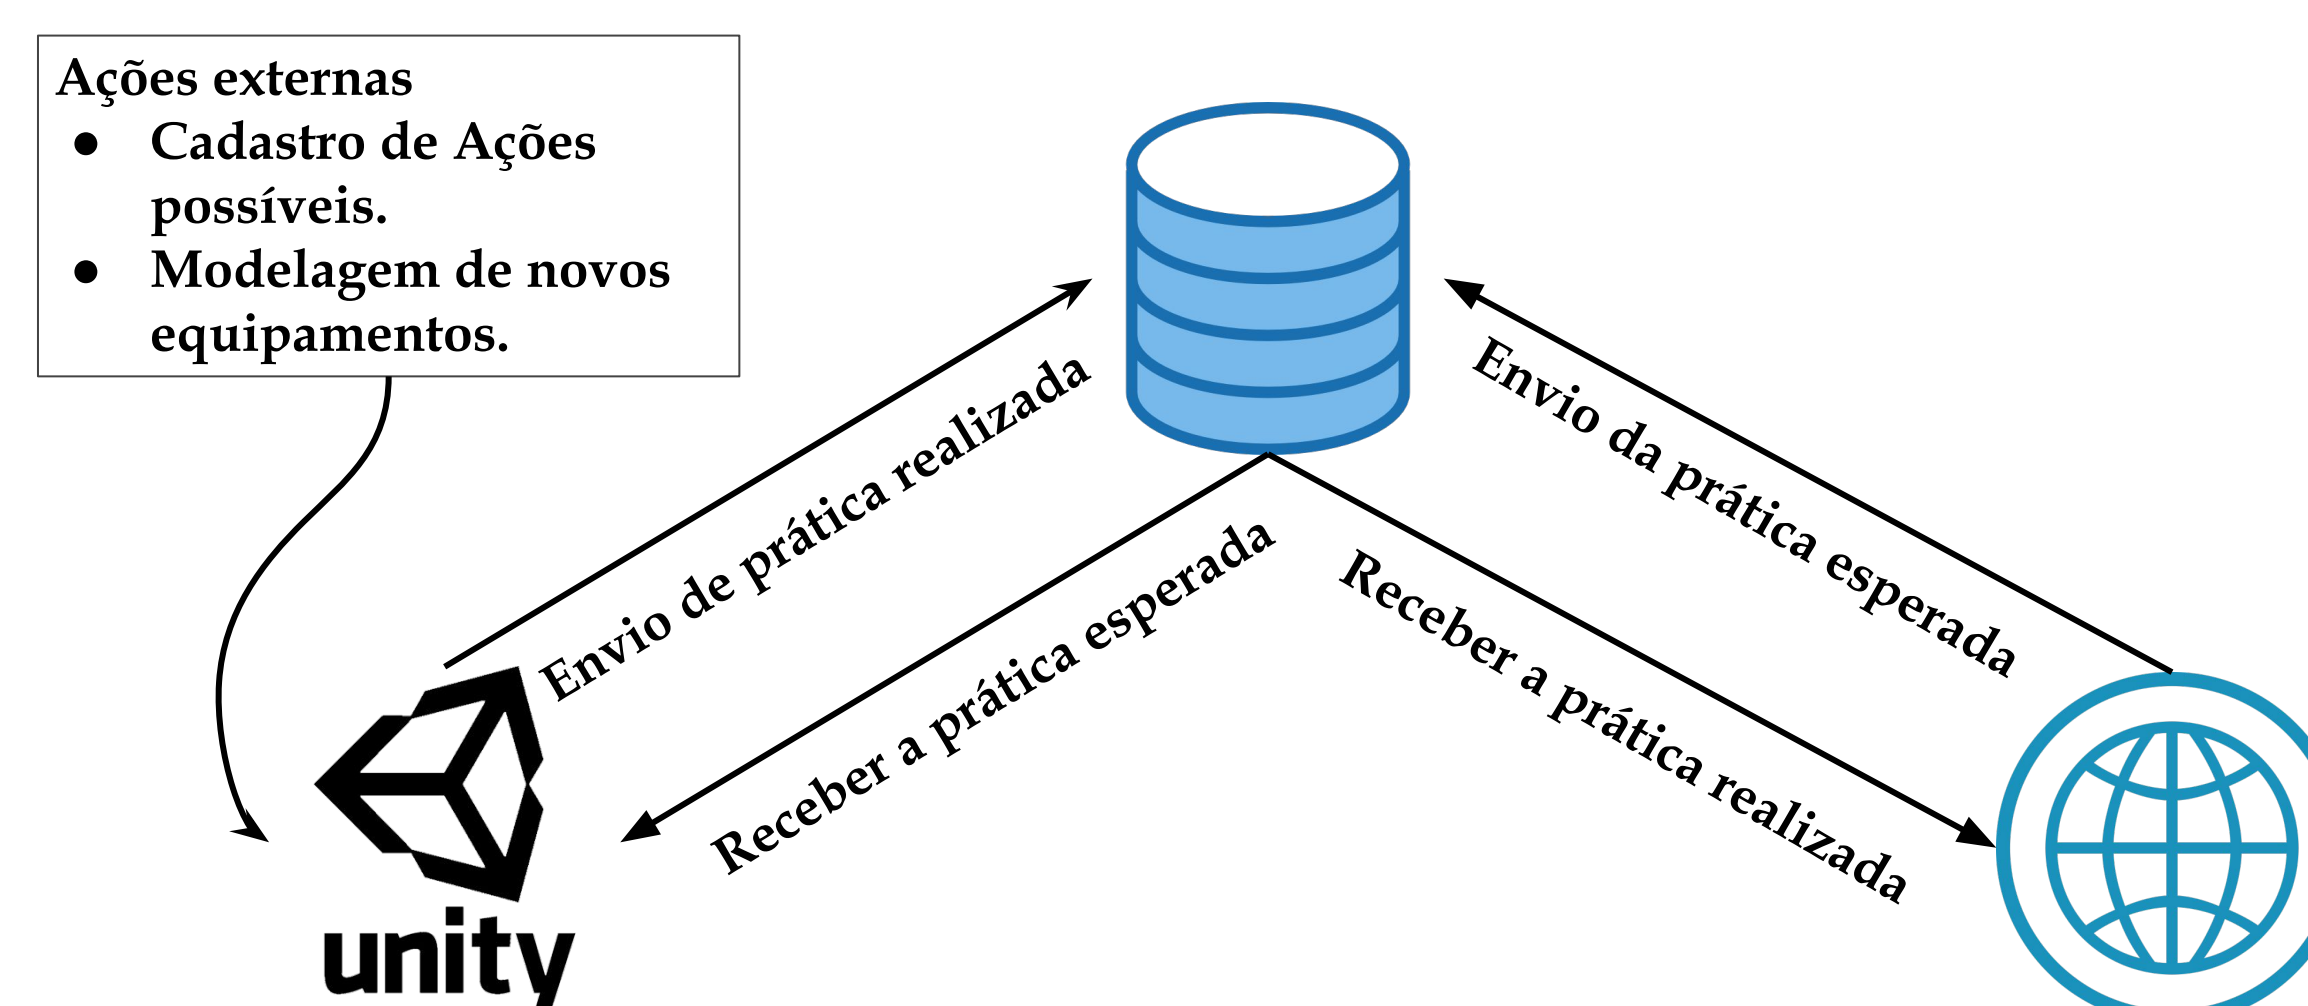 Ações externas
● Cadastro de Ações
possíveis.
● Modelagem de novos
equipamentos.
Envio de prática realizada
Receber a prática esperada
Envio da prática esperada
Receber a prática realizada
unity